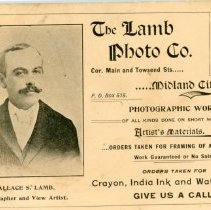 The Lamb
Photo Co.
Cor. Main and Towsend Sts.....
.....Midland Cit
P. O. Box 515.
PHOTOGRAPHIC WOR
OF ALL KINDS DONE ON SHORT N
Artist's Materials.
...ORDERS TAKEN FOR FRAMING OF A
Work Guaranteed or No Sal
ORDERS TAKEN FOR
Crayon, India Ink and Wat
GIVE US A CALL
ALLACE S. LAMB,
apher and View Artist.